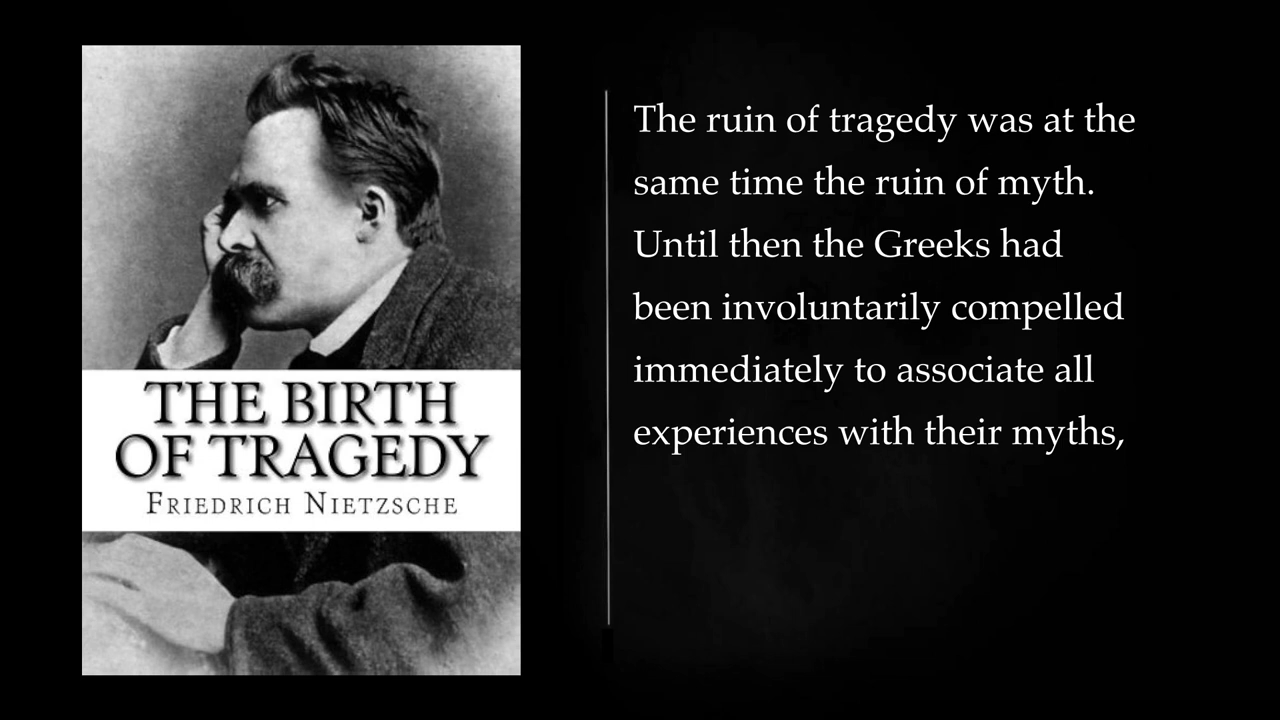 THE BIRTH
OF TRAGEDY
FRIEDRICH NIETZSCHE
The ruin of tragedy was at the
same time the ruin of myth.
Until then the Greeks had
been involuntarily compelled
immediately to associate all
experiences with their myths,